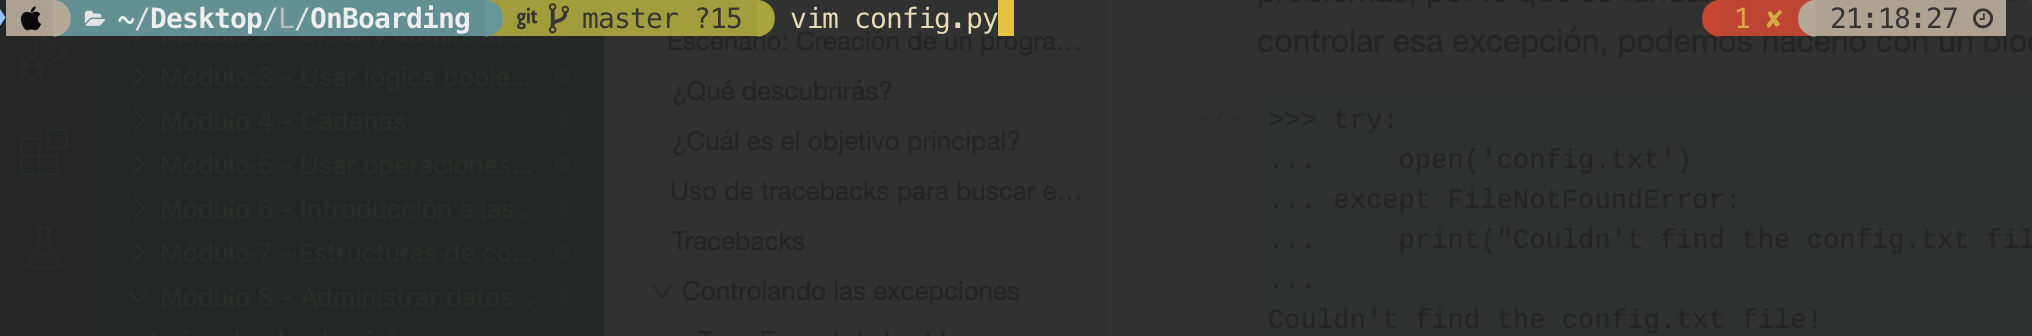 ~/Desktop/L/OnBoarding git master ?15 vim config.py 1 ✘ 21:18:27
Módulo 3 - Usar lógica boole...
Módulo 4 - Cadenas
Módulo 5 - Usar operaciones...
Módulo 6 - Introducción a las...
Módulo 7 - Estructuras de co...
Módulo 8 - Administrar datos...
Escenario: Creación de un progra...
¿Qué descubrirás?
¿Cuál es el objetivo principal?
Uso de tracebacks para buscar e...
Tracebacks
Controlando las excepciones
controlar esa excepción, podemos hacerlo con un bloq
>>> try:
... open('config.txt')
... except FileNotFoundError:
... print("Couldn't find the config.txt fil
...
Couldn't find the config.txt file!